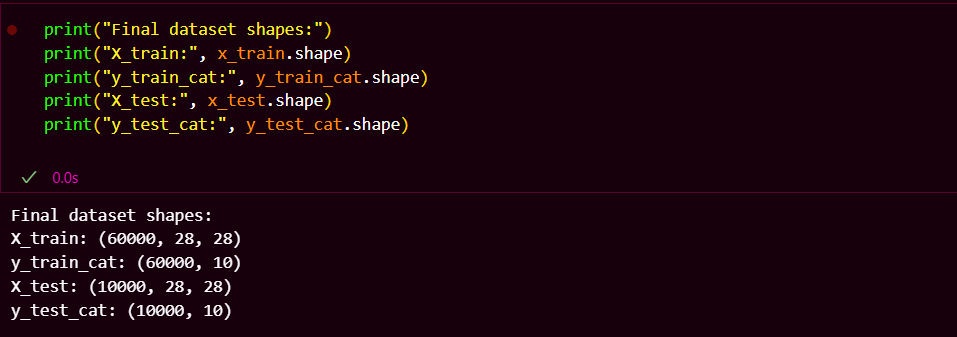 print("Final dataset shapes:")
print("X_train:", x_train.shape)
print("y_train_cat:", y_train_cat.shape)
print("X_test:", x_test.shape)
print("y_test_cat:", y_test_cat.shape)
0.0s
Final dataset shapes:
X_train: (60000, 28, 28)
y_train_cat: (60000, 10)
X_test: (10000, 28, 28)
y_test_cat: (10000, 10)